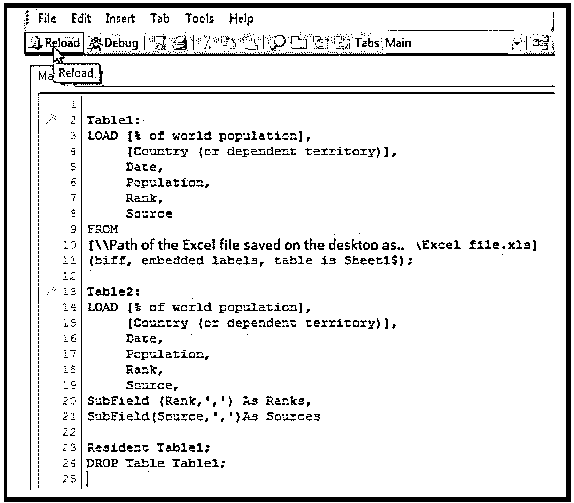 File Edit Insert Tab Tools Help
Reload Debug Tabs Main
Ma
Reload
1
2 Table1:
3 LOAD [% of world population],
4 [Country (or dependent territory)],
5 Date,
6 Population,
7 Rank,
8 Source
9 FROM
10 [\\Path of the Excel file saved on the desktop as.. \Excel file.xls]
11 (biff, embedded labels, table is Sheet1$);
12
13 Table2:
14 LOAD [% of world population],
15 [Country (or dependent territory)],
16 Date,
17 Population,
18 Rank,
19 Source,
20 SubField (Rank,',') As Ranks,
21 SubField(Source,',')As Sources
22
23 Resident Table1;
24 DROP Table Table1;
25